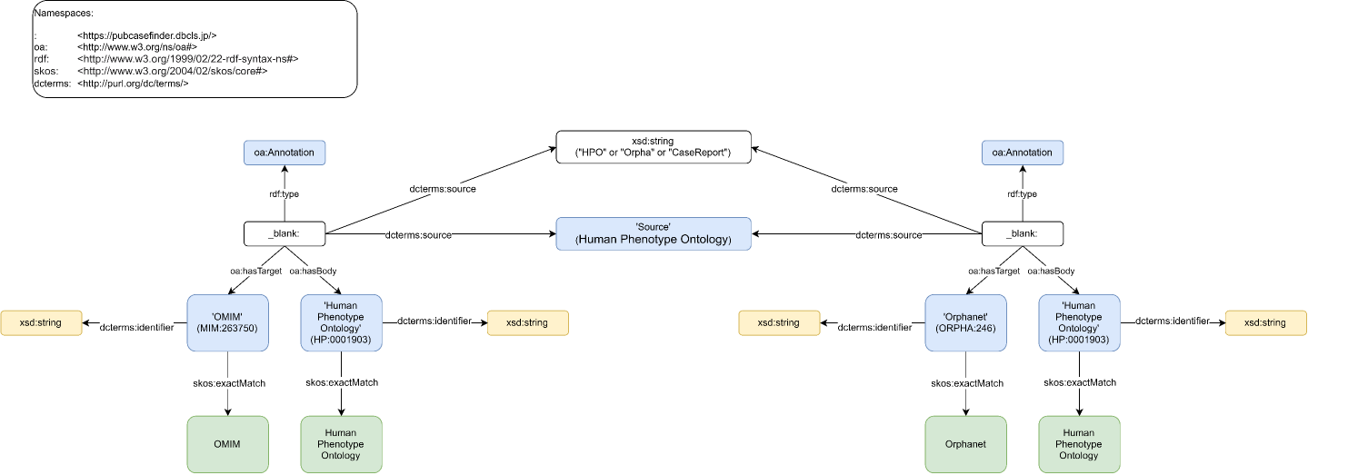 Namespaces:
: <https://pubcasefinder.dbcls.jp/>
oa: <http://www.w3.org/ns/oa#>
rdf: <http://www.w3.org/1999/02/22-rdf-syntax-ns#>
skos: <http://www.w3.org/2004/02/skos/core#>
dcterms: <http://purl.org/dc/terms/>
xsd:string
("HPO" or "Orpha" or "CaseReport")
oa:Annotation
oa:Annotation
dcterms:source
dcterms:source
rdf:type
rdf:type
_blank:
dcterms:source
'Source'
(Human Phenotype Ontology)
dcterms:source
_blank:
oa:hasTarget
oa:hasBody
oa:hasTarget
oa:hasBody
xsd:string
dcterms:identifier
'OMIM'
(MIM:263750)
'Human
Phenotype
Ontology'
(HP:0001903)
dcterms:identifier
xsd:string
xsd:string
dcterms:identifier
'Orphanet'
(ORPHA:246)
'Human
Phenotype
Ontology'
(HP:0001903)
dcterms:identifier
xsd:string
skos:exactMatch
skos:exactMatch
skos:exactMatch
skos:exactMatch
OMIM
Human
Phenotype
Ontology
Orphanet
Human
Phenotype
Ontology